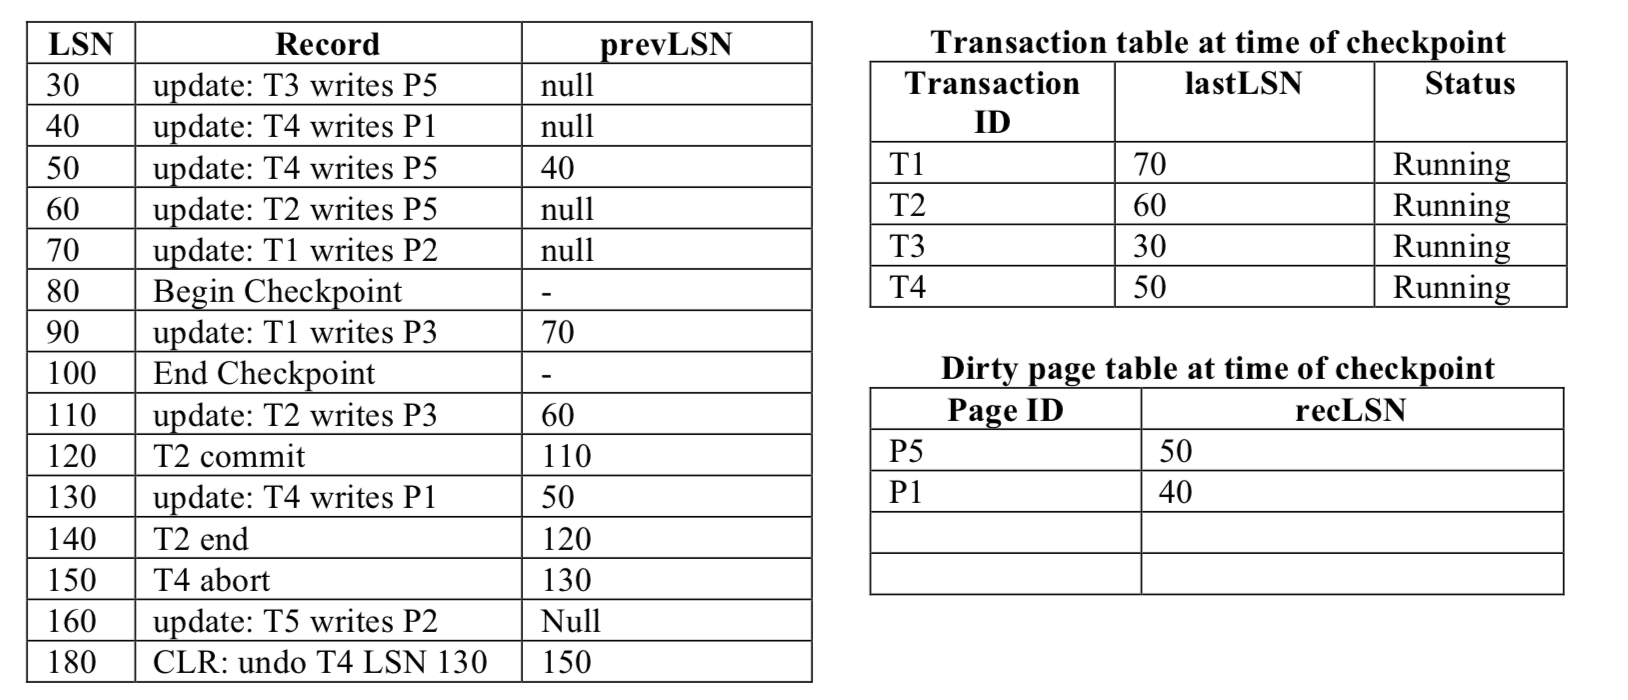 LSN Record prevLSN
30 update: T3 writes P5 null
40 update: T4 writes P1 null
50 update: T4 writes P5 40
60 update: T2 writes P5 null
70 update: T1 writes P2 null
80 Begin Checkpoint -
90 update: T1 writes P3 70
100 End Checkpoint -
110 update: T2 writes P3 60
120 T2 commit 110
130 update: T4 writes P1 50
140 T2 end 120
150 T4 abort 130
160 update: T5 writes P2 Null
180 CLR: undo T4 LSN 130 150
Transaction table at time of checkpoint
Transaction lastLSN Status
ID
T1 70 Running
T2 60 Running
T3 30 Running
T4 50 Running
Dirty page table at time of checkpoint
Page ID recLSN
P5 50
P1 40